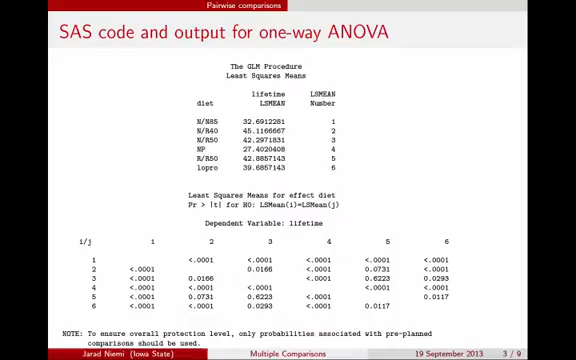 Pairwise comparisons
SAS code and output for one-way ANOVA
The GLM Procedure
Least Squares Means
lifetime LSMEAN
diet LSMEAN Number
N/N85 32.6912281 1
N/R40 45.1166667 2
N/R50 42.2971831 3
NP 27.4020408 4
R/R50 42.8857143 5
lopro 39.6857143 6
Least Squares Means for effect diet
Pr > |t| for H0: LSMean(i)=LSMean(j)
Dependent Variable: lifetime
i/j 1 2 3 4 5 6
1 <.0001 <.0001 <.0001 <.0001 <.0001
2 <.0001 0.0166 <.0001 0.0731 <.0001
3 <.0001 0.0166 <.0001 0.6223 0.0293
4 <.0001 <.0001 <.0001 <.0001 <.0001
5 <.0001 0.0731 0.6223 <.0001 0.0117
6 <.0001 <.0001 0.0293 <.0001 0.0117
NOTE: To ensure overall protection level, only probabilities associated with pre-planned
comparisons should be used.
Jarad Niemi (Iowa State) Multiple Comparisons 19 September 2013 3 / 9